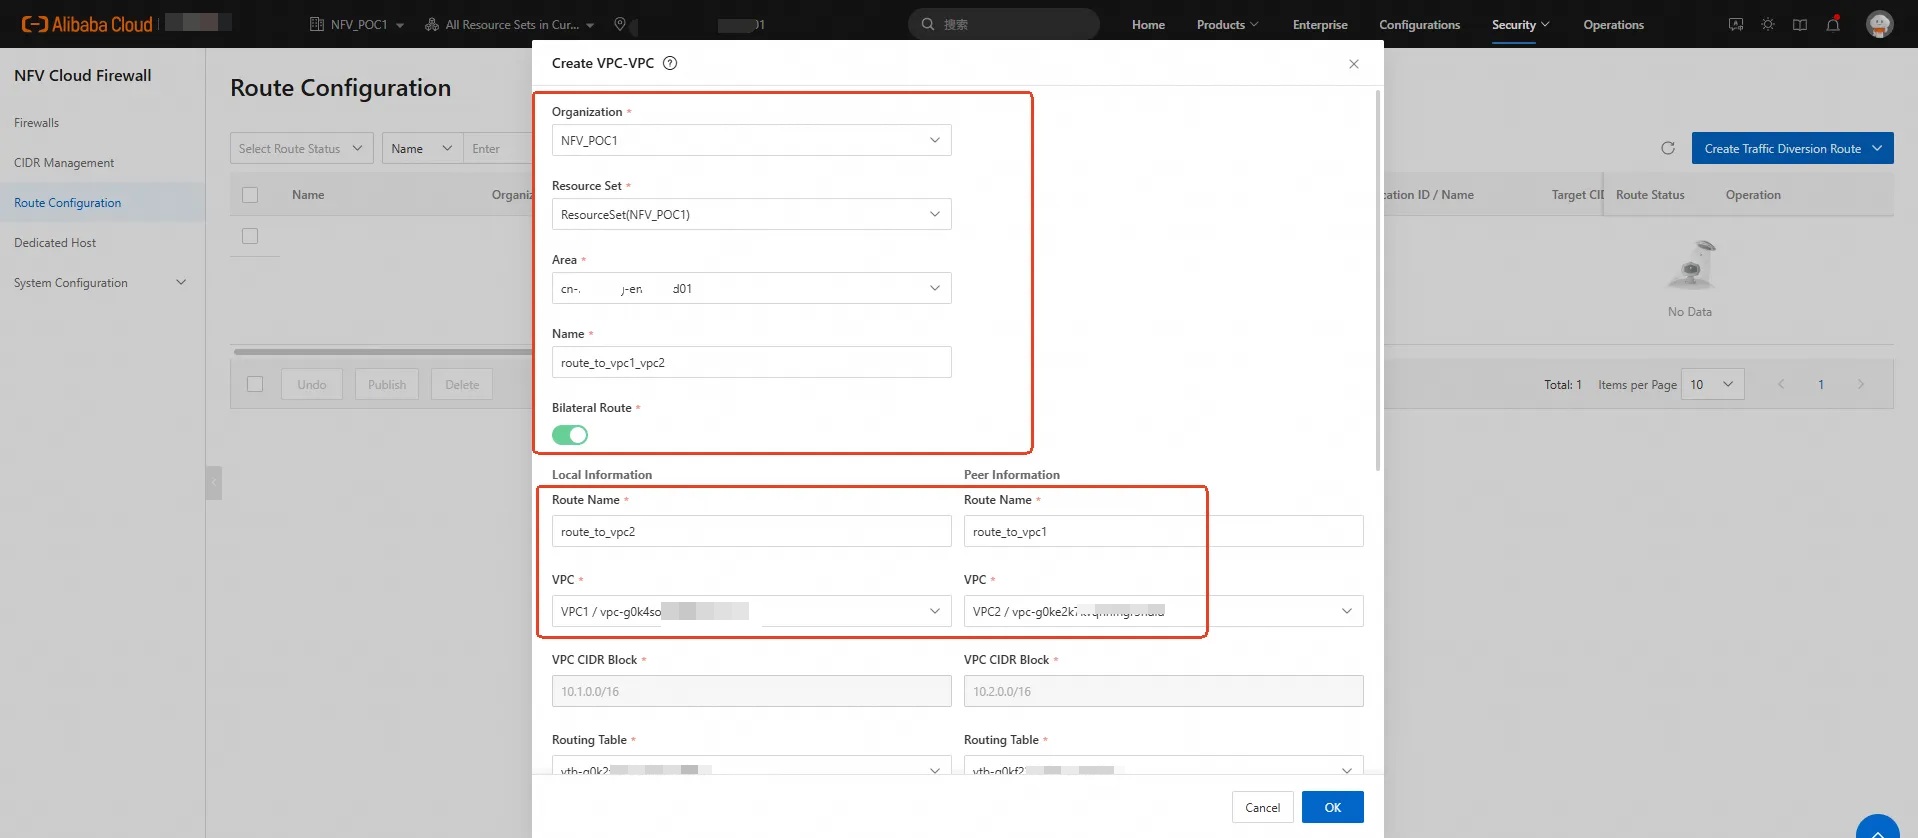 Alibaba Cloud
NFV_POC1
All Resource Sets in Cur...
搜索
Home
Products
Enterprise
Configurations
Security
Operations
NFV Cloud Firewall
Firewalls
CIDR Management
Route Configuration
Dedicated Host
System Configuration
Route Configuration
Select Route Status
Name
Enter
Create Traffic Diversion Route
Name
Route Status
Operation
No Data
Undo
Publish
Delete
Total: 1
Items per Page
10
1
Create VPC-VPC
Organization *
NFV_POC1
Resource Set *
ResourceSet(NFV_POC1)
Area *
d01
Name *
route_to_vpc1_vpc2
Bilateral Route *
Local Information
Peer Information
Route Name *
Route Name *
route_to_vpc2
route_to_vpc1
VPC *
VPC *
VPC1 / vpc-g0k4so
VPC2 / vpc-g0ke2k
VPC CIDR Block *
VPC CIDR Block *
10.1.0.0/16
10.2.0.0/16
Routing Table *
Routing Table *
Cancel
OK